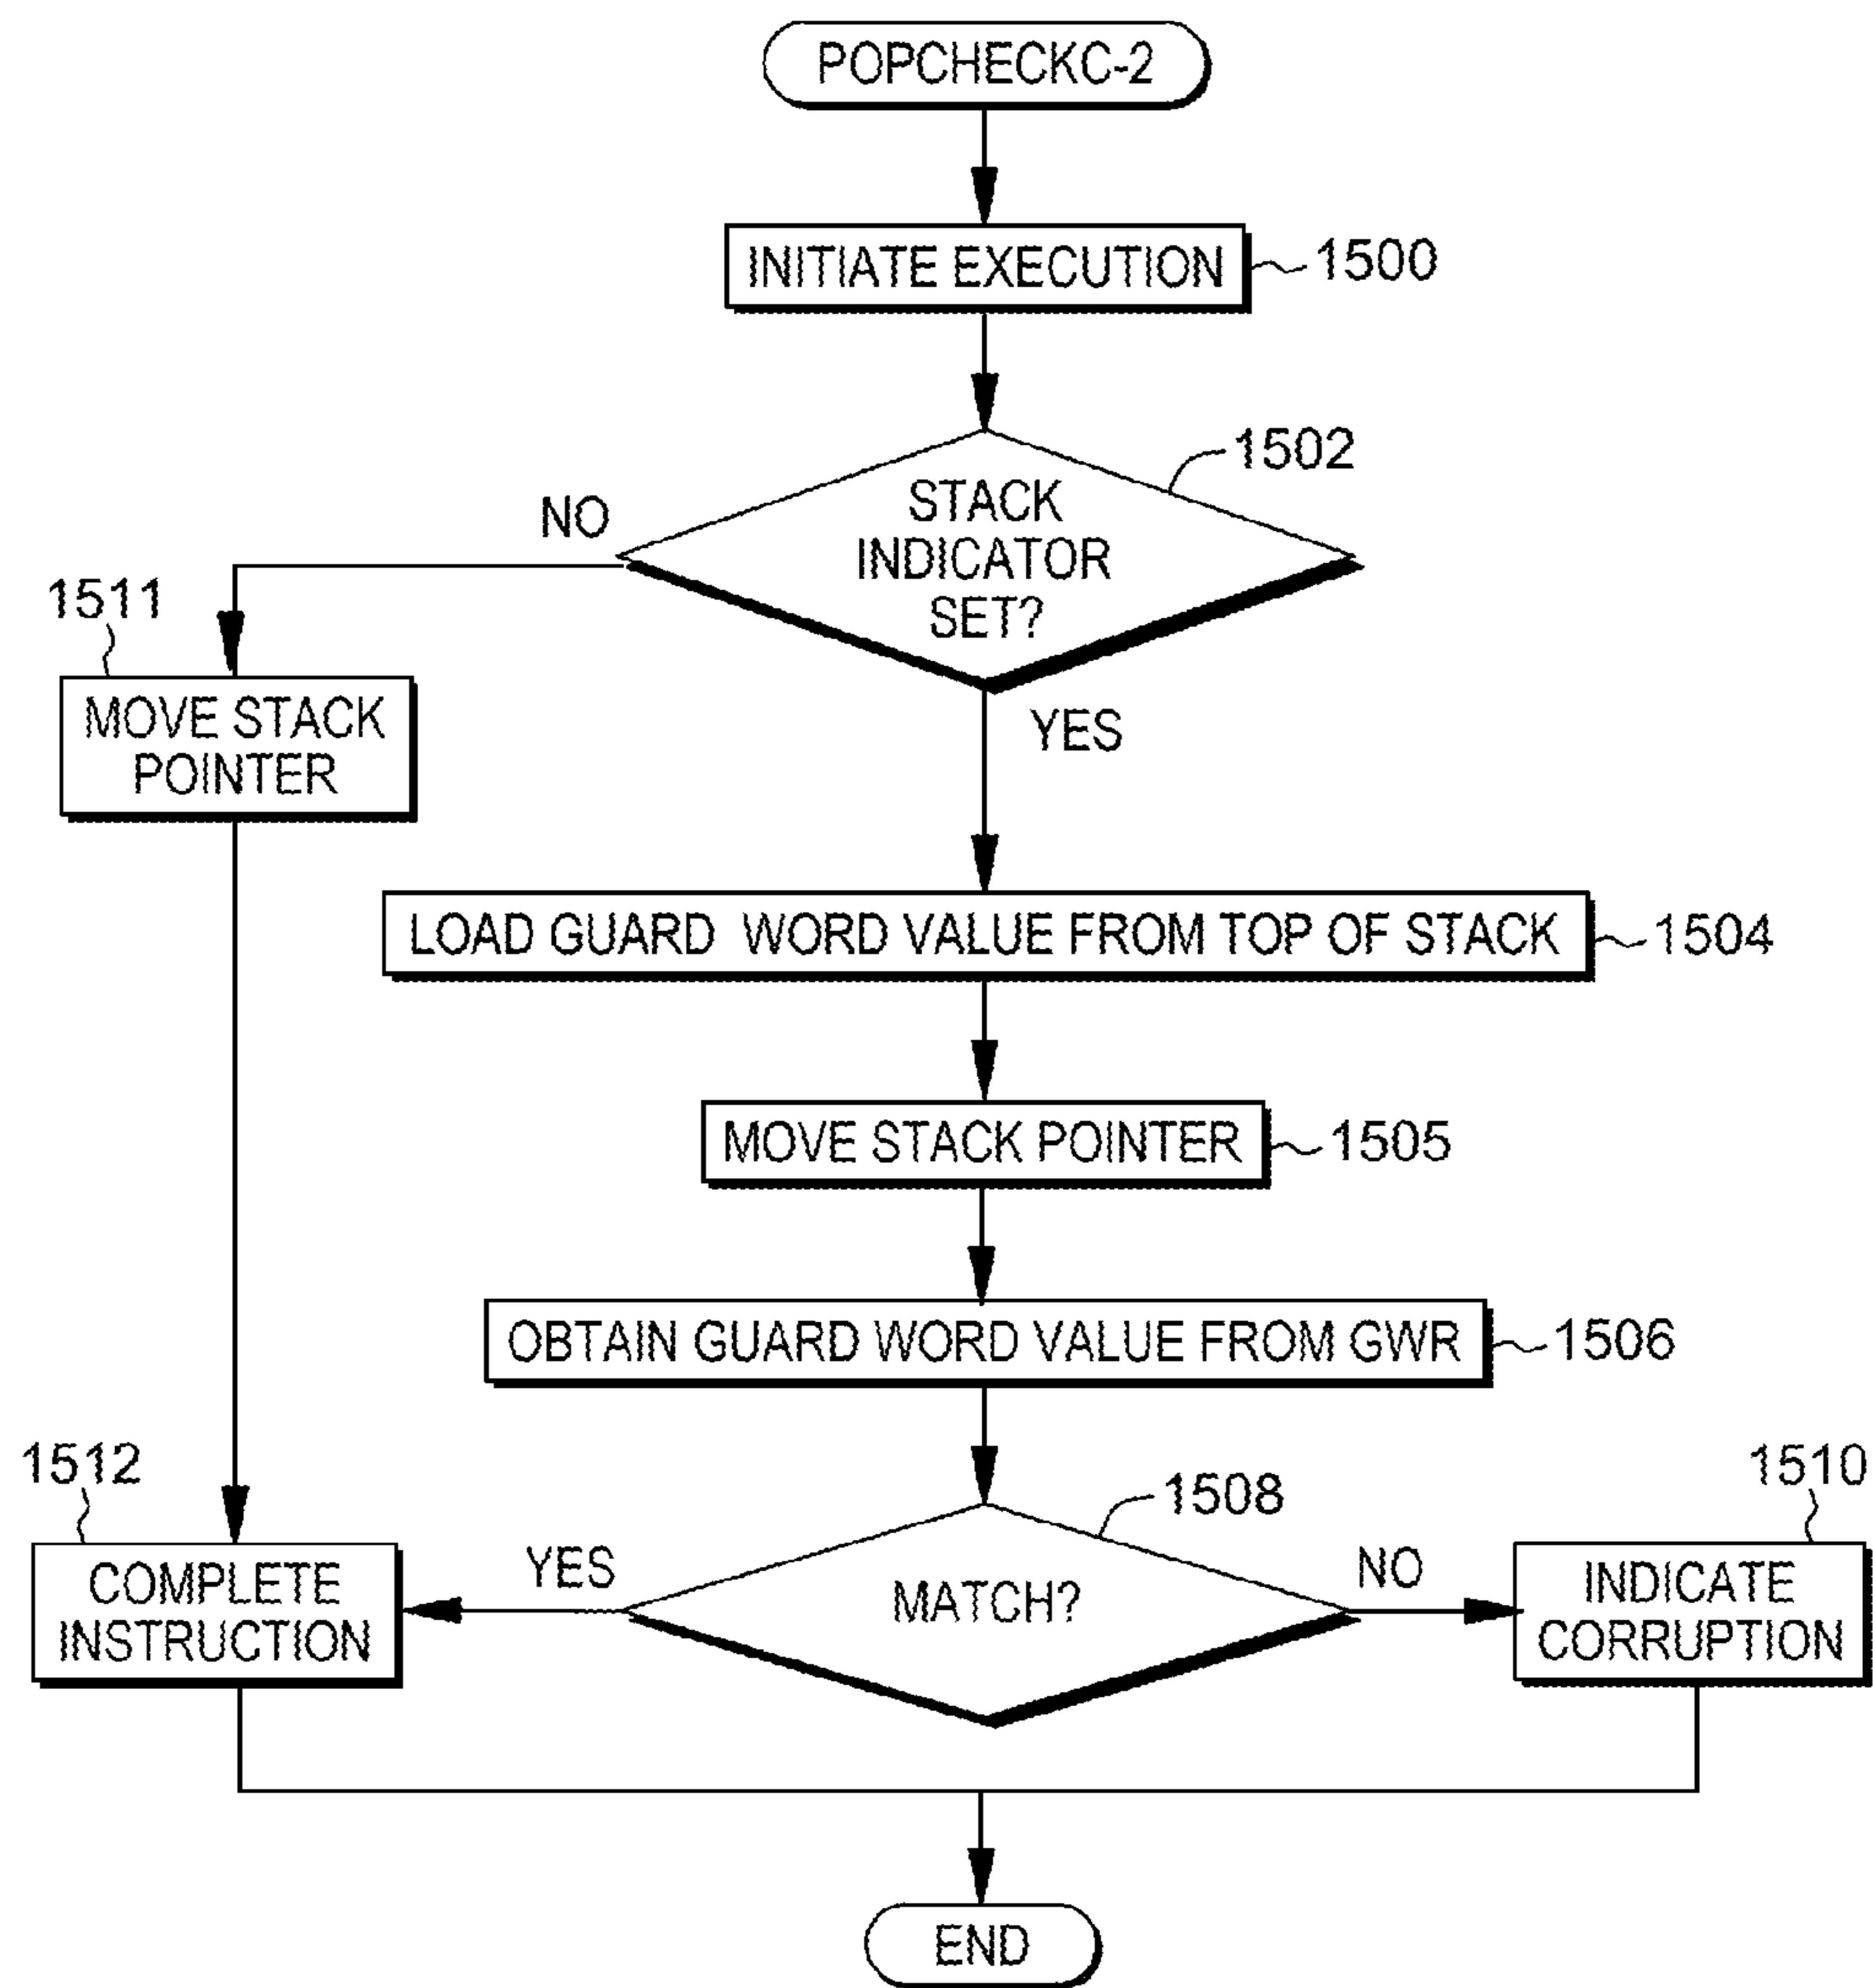 POPCHECKC-2
INITIATE EXECUTION
1500
1502
STACK
INDICATOR
SET?
NO
YES
1511
MOVE STACK
POINTER
LOAD GUARD WORD VALUE FROM TOP OF STACK
1504
MOVE STACK POINTER
1505
OBTAIN GUARD WORD VALUE FROM GWR
1506
1508
MATCH?
YES
NO
1512
COMPLETE
INSTRUCTION
1510
INDICATE
CORRUPTION
END